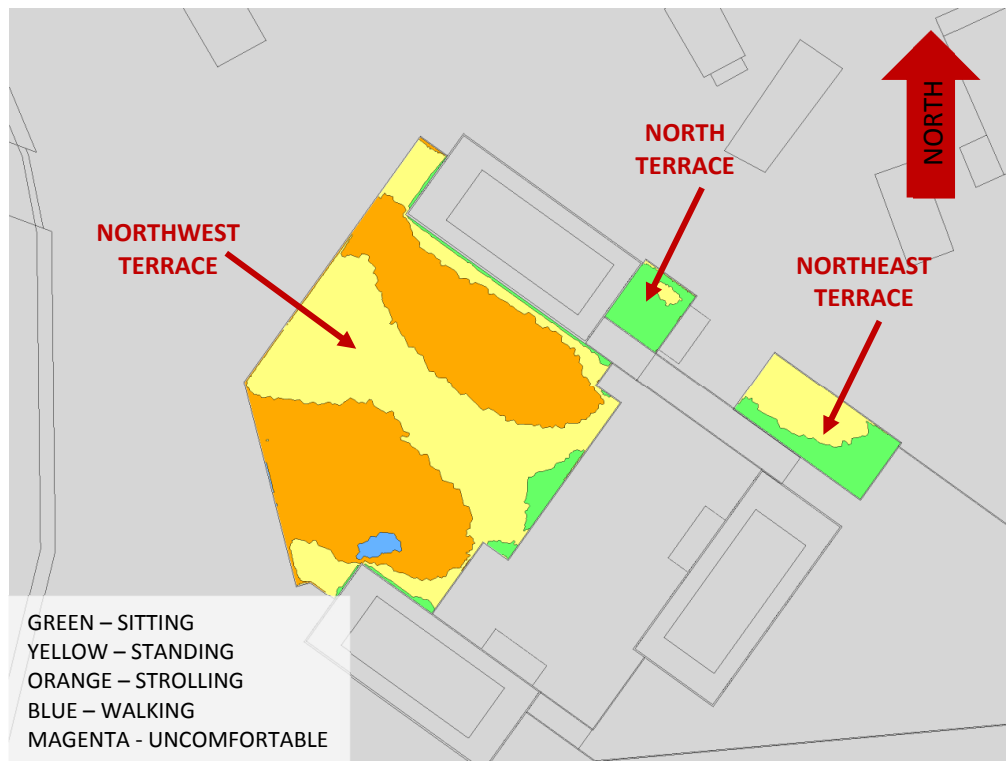 NORTH
TERRACE
NORTH
NORTHWEST
TERRACE
NORTHEAST
TERRACE
GREEN – SITTING
YELLOW – STANDING
ORANGE – STROLLING
BLUE – WALKING
MAGENTA - UNCOMFORTABLE